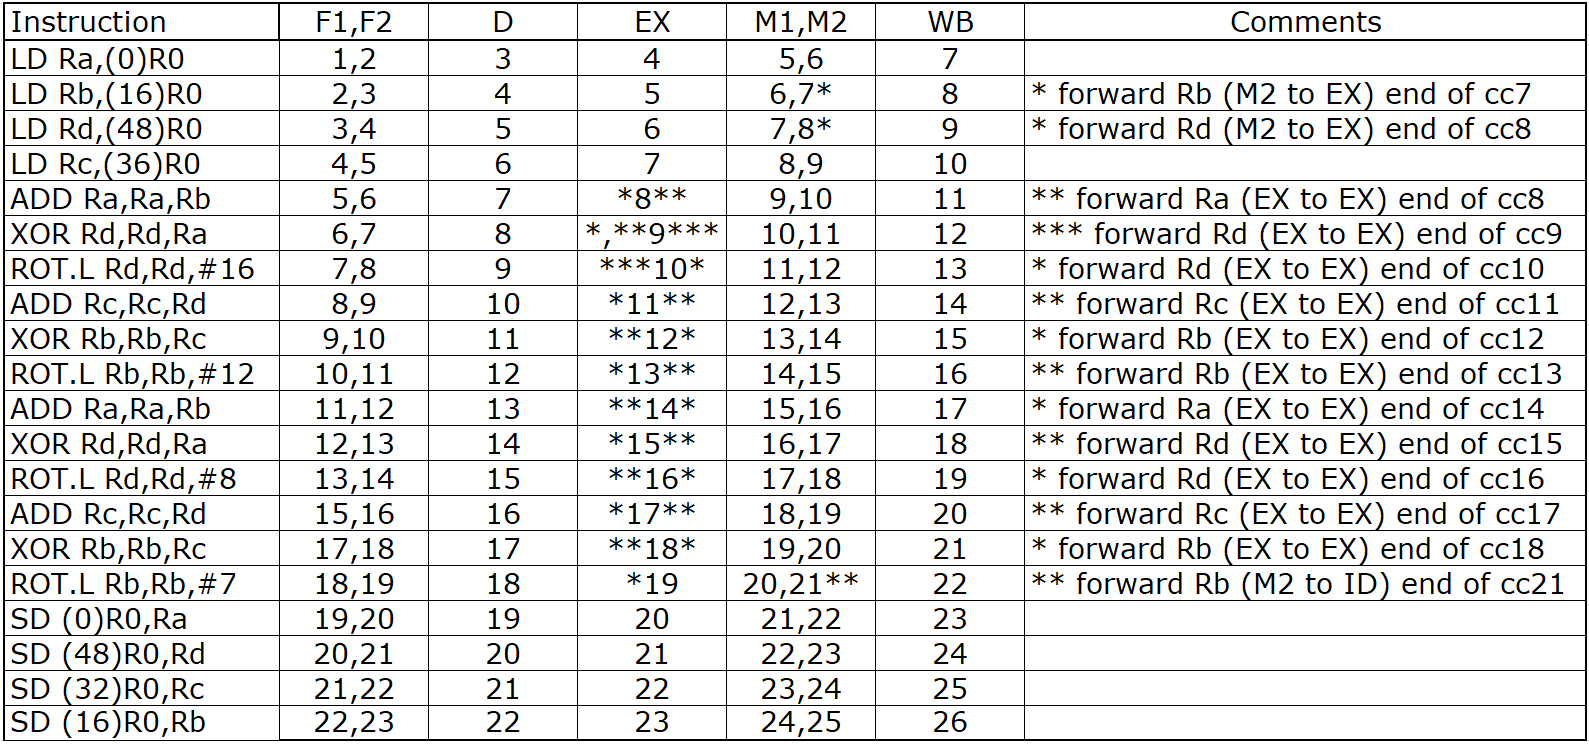 Instruction F1,F2 D EX M1,M2 WB Comments
LD Ra,(0)R0 1,2 3 4 5,6 7
LD Rb,(16)R0 2,3 4 5 6,7* 8 * forward Rb (M2 to EX) end of cc7
LD Rd,(48)R0 3,4 5 6 7,8* 9 * forward Rd (M2 to EX) end of cc8
LD Rc,(36)R0 4,5 6 7 8,9 10
ADD Ra,Ra,Rb 5,6 7 *8** 9,10 11 ** forward Ra (EX to EX) end of cc8
XOR Rd,Rd,Ra 6,7 8 *,**9*** 10,11 12 *** forward Rd (EX to EX) end of cc9
ROT.L Rd,Rd,#16 7,8 9 ***10* 11,12 13 * forward Rd (EX to EX) end of cc10
ADD Rc,Rc,Rd 8,9 10 *11** 12,13 14 ** forward Rc (EX to EX) end of cc11
XOR Rb,Rb,Rc 9,10 11 **12* 13,14 15 * forward Rb (EX to EX) end of cc12
ROT.L Rb,Rb,#12 10,11 12 *13** 14,15 16 ** forward Rb (EX to EX) end of cc13
ADD Ra,Ra,Rb 11,12 13 **14* 15,16 17 * forward Ra (EX to EX) end of cc14
XOR Rd,Rd,Ra 12,13 14 *15** 16,17 18 ** forward Rd (EX to EX) end of cc15
ROT.L Rd,Rd,#8 13,14 15 **16* 17,18 19 * forward Rd (EX to EX) end of cc16
ADD Rc,Rc,Rd 15,16 16 *17** 18,19 20 ** forward Rc (EX to EX) end of cc17
XOR Rb,Rb,Rc 17,18 17 **18* 19,20 21 * forward Rb (EX to EX) end of cc18
ROT.L Rb,Rb,#7 18,19 18 *19 20,21** 22 ** forward Rb (M2 to ID) end of cc21
SD (0)R0,Ra 19,20 19 20 21,22 23
SD (48)R0,Rd 20,21 20 21 22,23 24
SD (32)R0,Rc 21,22 21 22 23,24 25
SD (16)R0,Rb 22,23 22 23 24,25 26